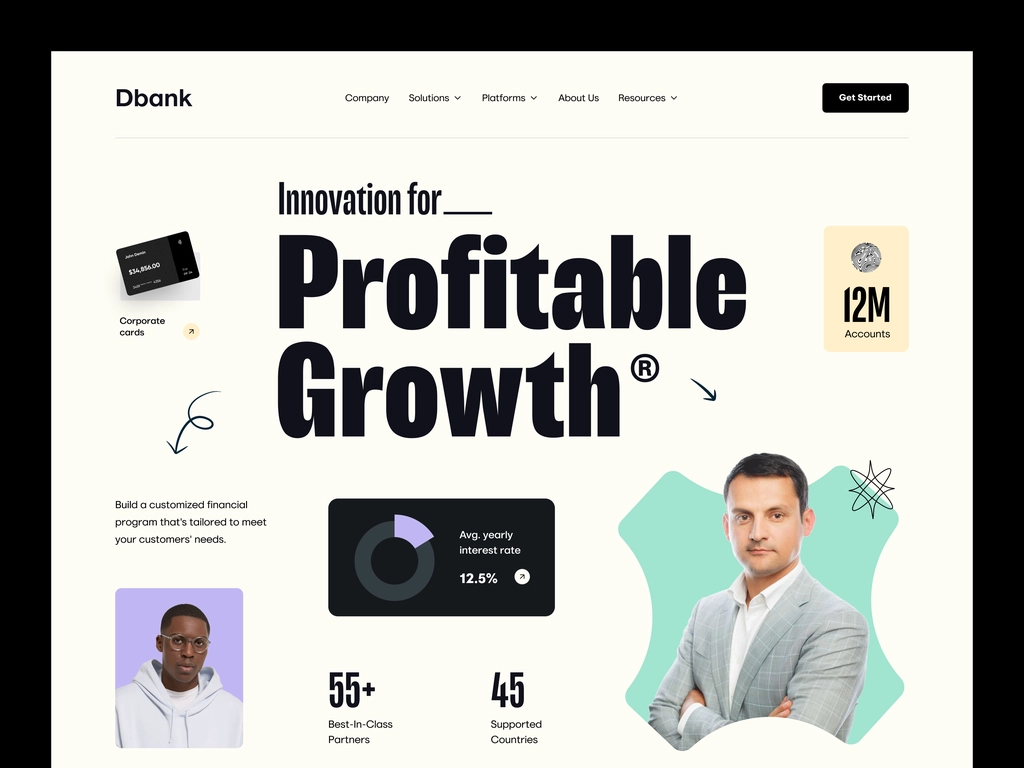 Dbank
Company
Solutions
Platforms
About Us
Resources
Get Started
Innovation for
Profitable
Growth®
John Demin
$34,856.00
Corporate
cards
12M
Accounts
Build a customized financial
program that's tailored to meet
your customers' needs.
Avg. yearly
interest rate
12.5%
55+
Best-In-Class
Partners
45
Supported
Countries